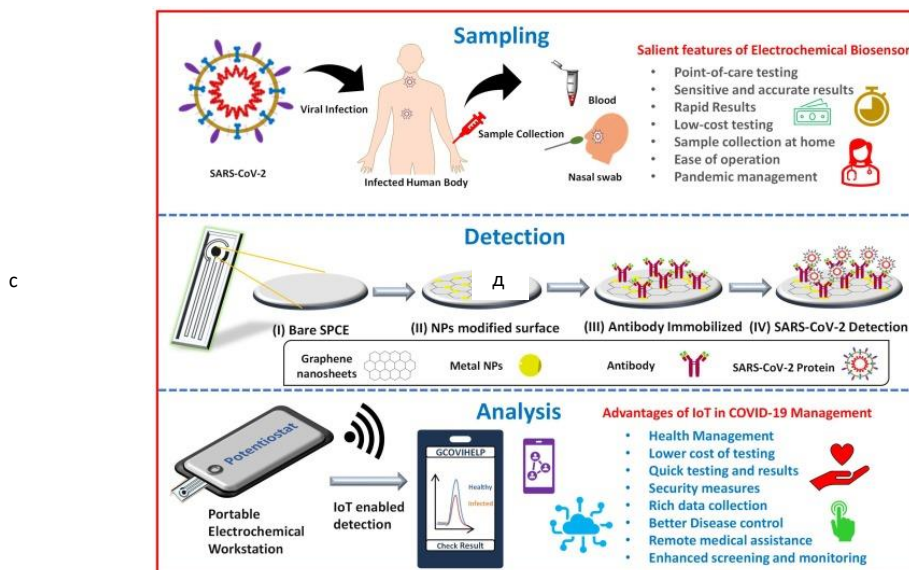 Sampling
Salient features of Electrochemical Biosensor
• Point-of-care testing
• Sensitive and accurate results
• Rapid Results
• Low-cost testing
• Sample collection at home
• Ease of operation
• Pandemic management
Viral Infection
Blood
Sample Collection
SARS-CoV-2
Infected Human Body
Nasal swab
Detection
с
д
(I) Bare SPCE
(II) NPs modified surface
(III) Antibody Immobilized
(IV) SARS-CoV-2 Detection
Graphene
nanosheets
Metal NPs
Antibody
SARS-CoV-2 Protein
Analysis
Advantages of IoT in COVID-19 Management
• Health Management
• Lower cost of testing
• Quick testing and results
• Security measures
• Rich data collection
• Better Disease control
• Remote medical assistance
• Enhanced screening and monitoring
Potentiostat
Portable
Electrochemical
Workstation
IoT enabled
detection
GCOVIHELP
Healthy
Infected
Check Result